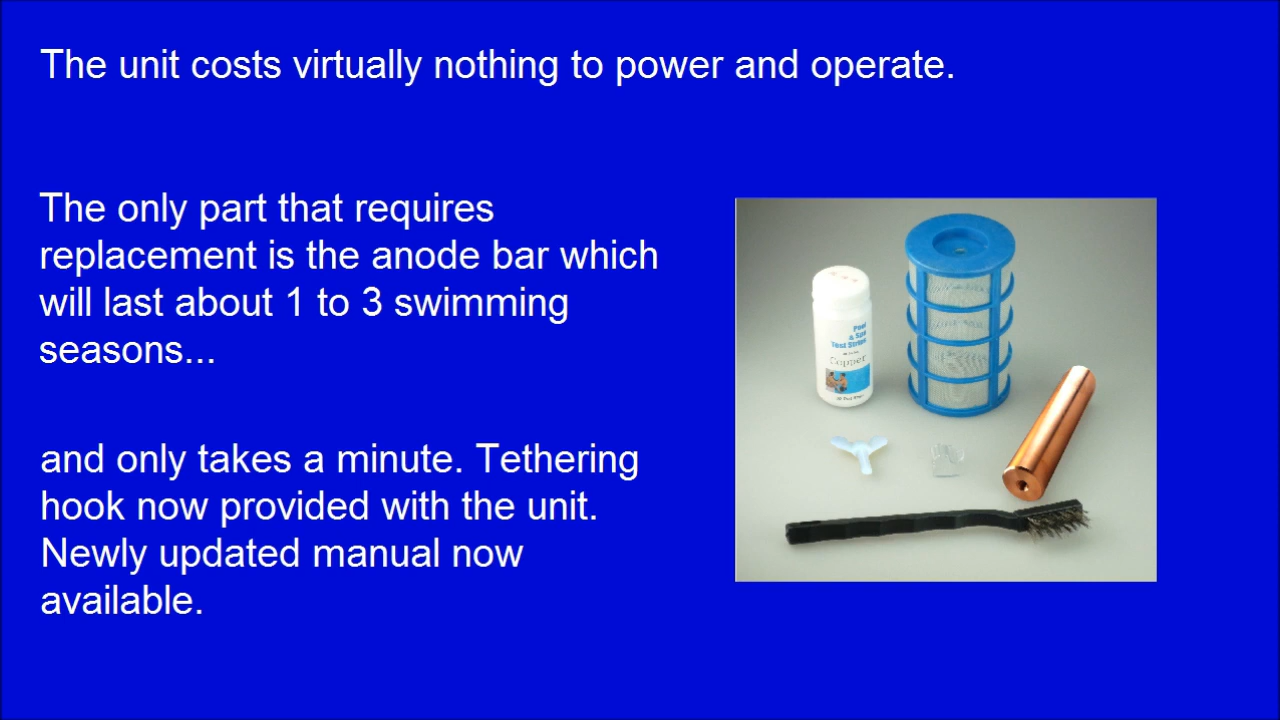 The unit costs virtually nothing to power and operate.
The only part that requires
replacement is the anode bar which
will last about 1 to 3 swimming
seasons...
and only takes a minute. Tethering
hook now provided with the unit.
Newly updated manual now
available.
Pool
& Spa
Test Strips
Copper